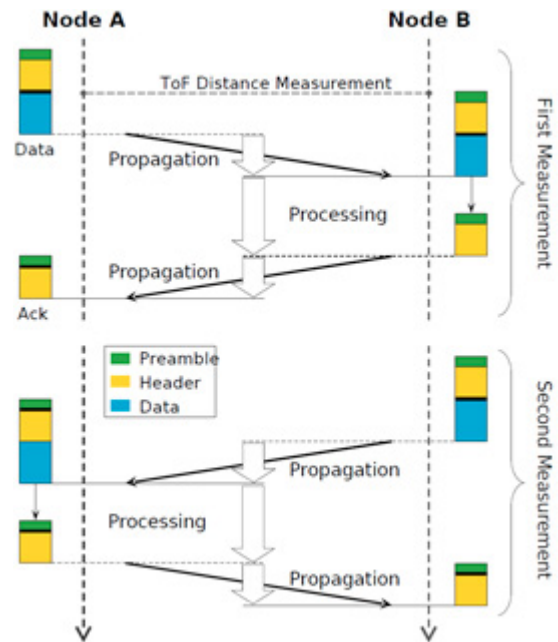 Node A
Node B
ToF Distance Measurement
Data
Propagation
Processing
Propagation
Ack
First Measurement
Preamble
Header
Data
Propagation
Processing
Propagation
Second Measurement